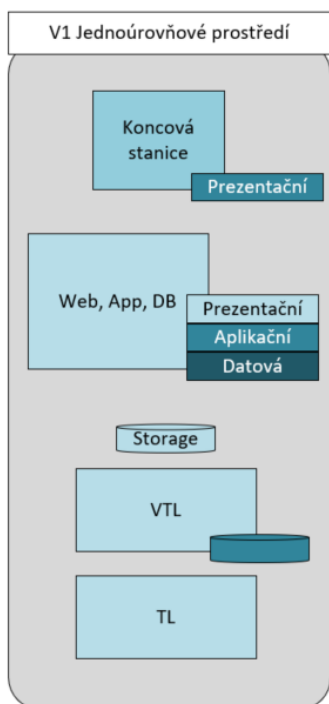 V1 Jednoúrovňové prostředí
Koncová
stanice
Prezentační
Web, App, DB
Prezentační
Aplikační
Datová
Storage
VTL
TL